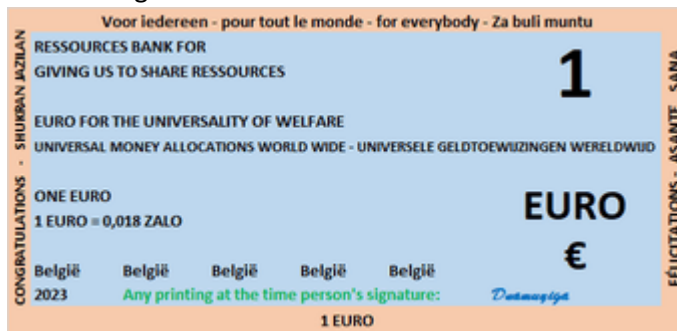 Voor iedereen - pour tout le monde - for everybody - Za buli muntu
CONGRATULATIONS - SHUKRAN JAZILAN
RESSOURCES BANK FOR
GIVING US TO SHARE RESSOURCES
1
EURO FOR THE UNIVERSALITY OF WELFARE
UNIVERSAL MONEY ALLOCATIONS WORLD WIDE - UNIVERSELE GELDTOEWIJZINGEN WERELDWIJD
ONE EURO
1 EURO = 0,018 ZALO
EURO
€
België België België België België
2023 Any printing at the time person's signature:
1 EURO
FÉLICITATIONS - ASANTE SANA